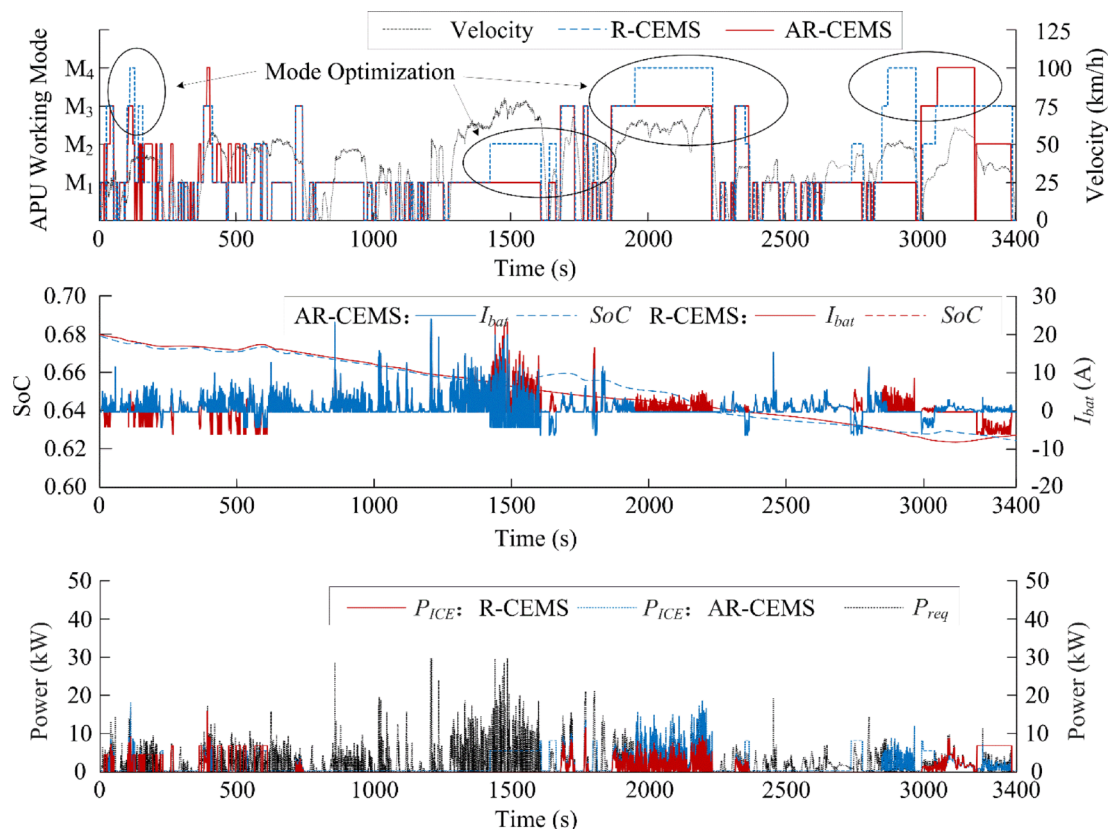 Velocity R-CEMS AR-CEMS
APU Working Mode
M4
M3
M2
M1
Mode Optimization
125
100
75
50
25
0
Velocity (km/h)
0 500 1000 1500 2000 2500 3000 3400
Time (s)
SoC
0.70
0.68
0.66
0.64
0.62
0.60
AR-CEMS: Ibat SoC R-CEMS: Ibat SoC
30
20
10
0
-10
-20
Ibat (A)
0 500 1000 1500 2000 2500 3000 3400
Time (s)
Power (kW)
50
40
30
20
10
0
PICE: R-CEMS PICE: AR-CEMS Preq
50
40
30
20
10
0
Power (kW)
0 500 1000 1500 2000 2500 3000 3400
Time (s)